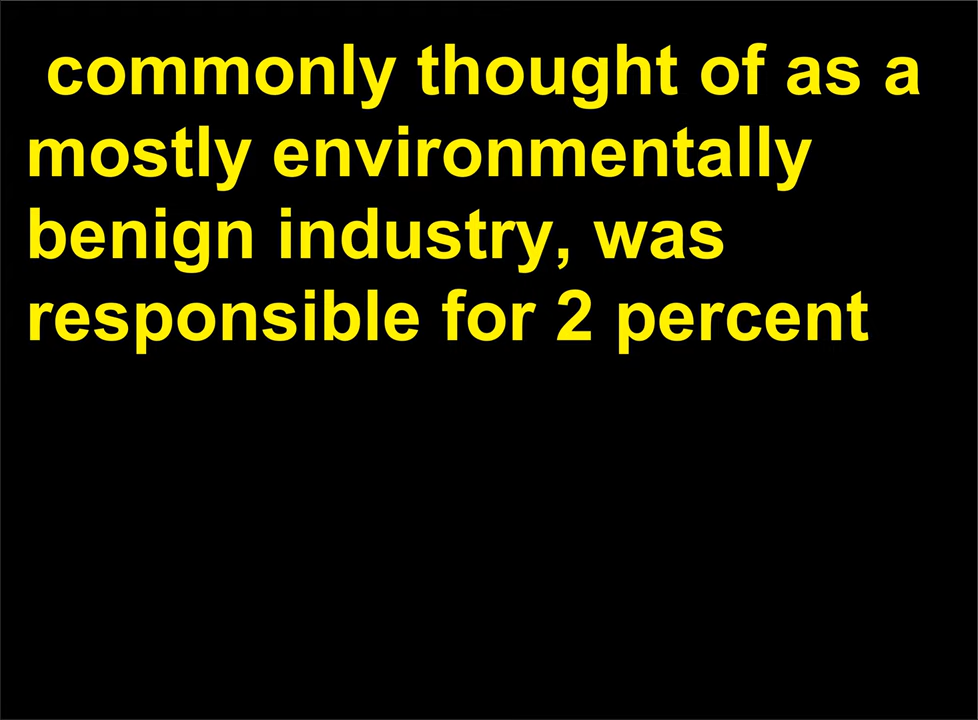 commonly thought of as a
mostly environmentally
benign industry, was
responsible for 2 percent